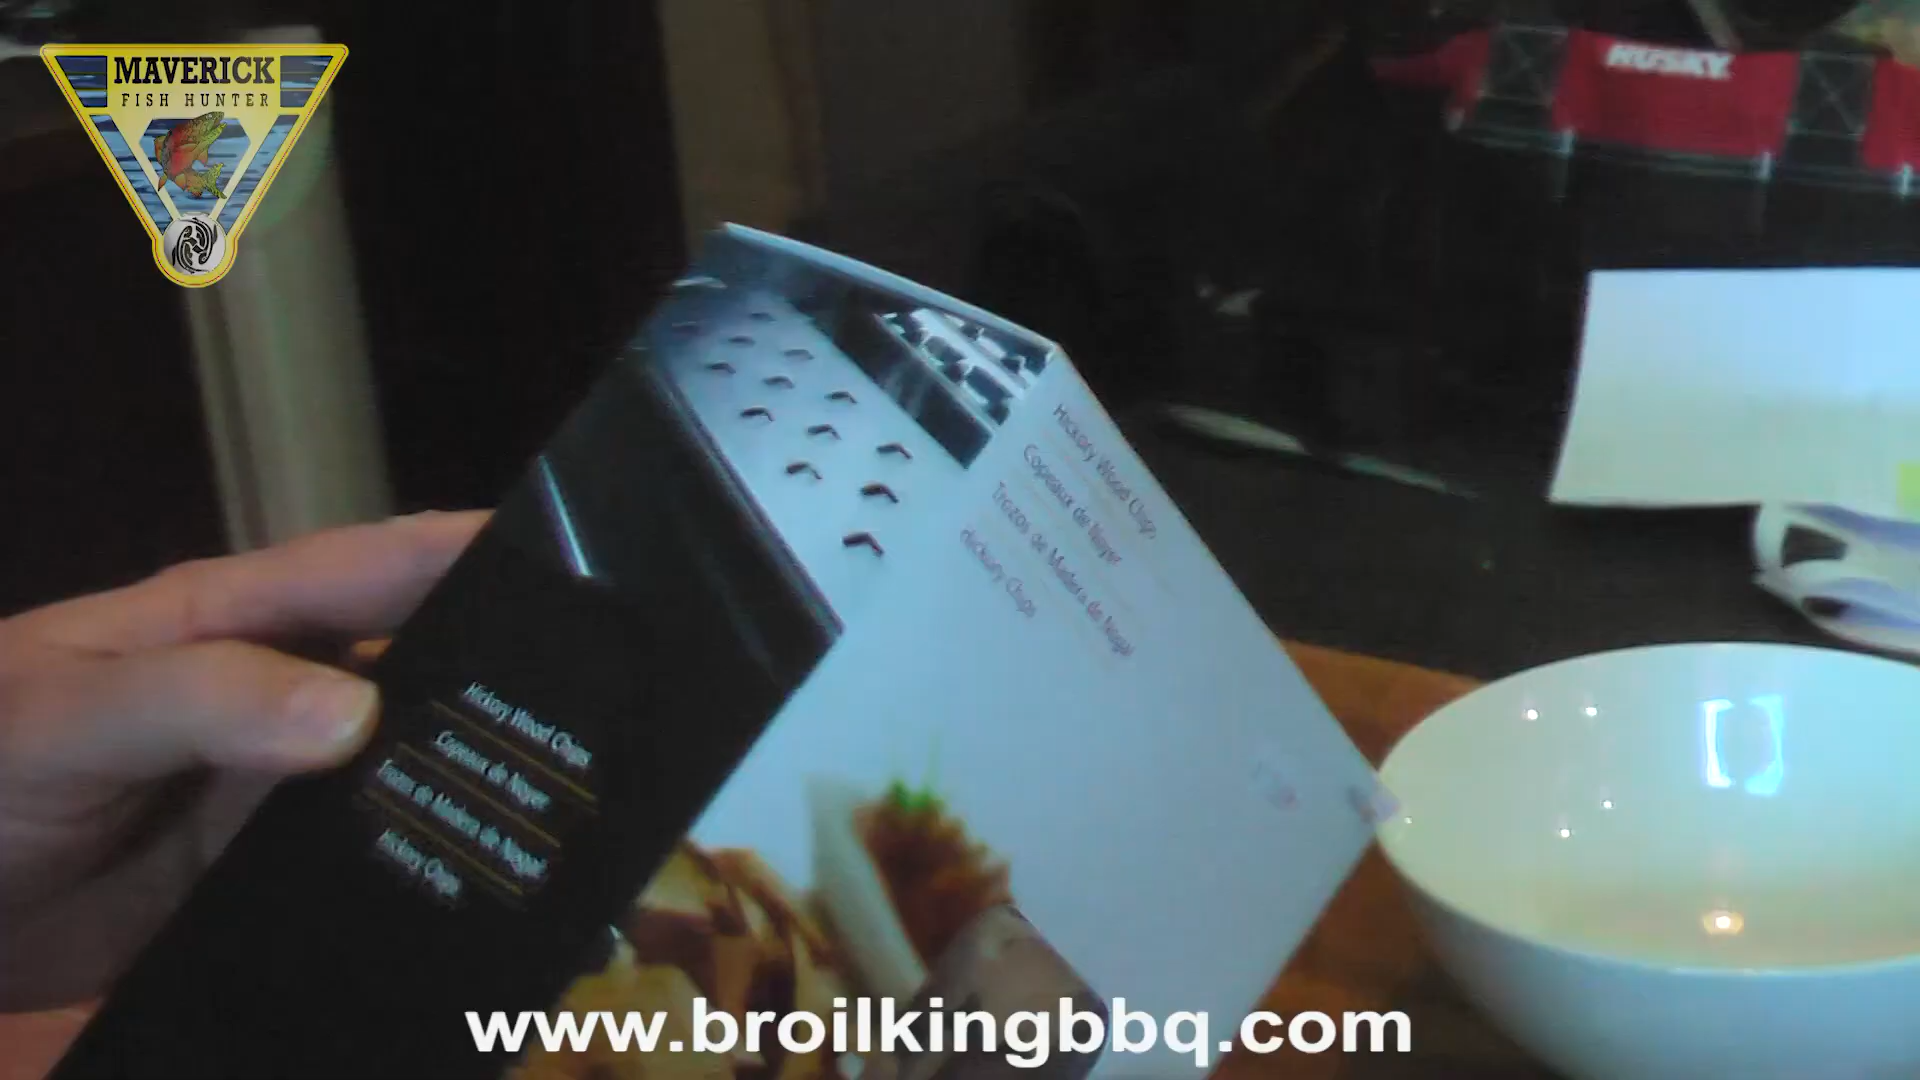 MAVERICK
FISH HUNTER
HUSKY
Hickory Wood Chips
Copeaux de Noyer
Trozos de Madera de Nogal
Hickory Chips
Hickory Wood Chips
Copeaux de Noyer
Trozos de Madera de Nogal
Hickory Chips
www.broilkingbbq.com